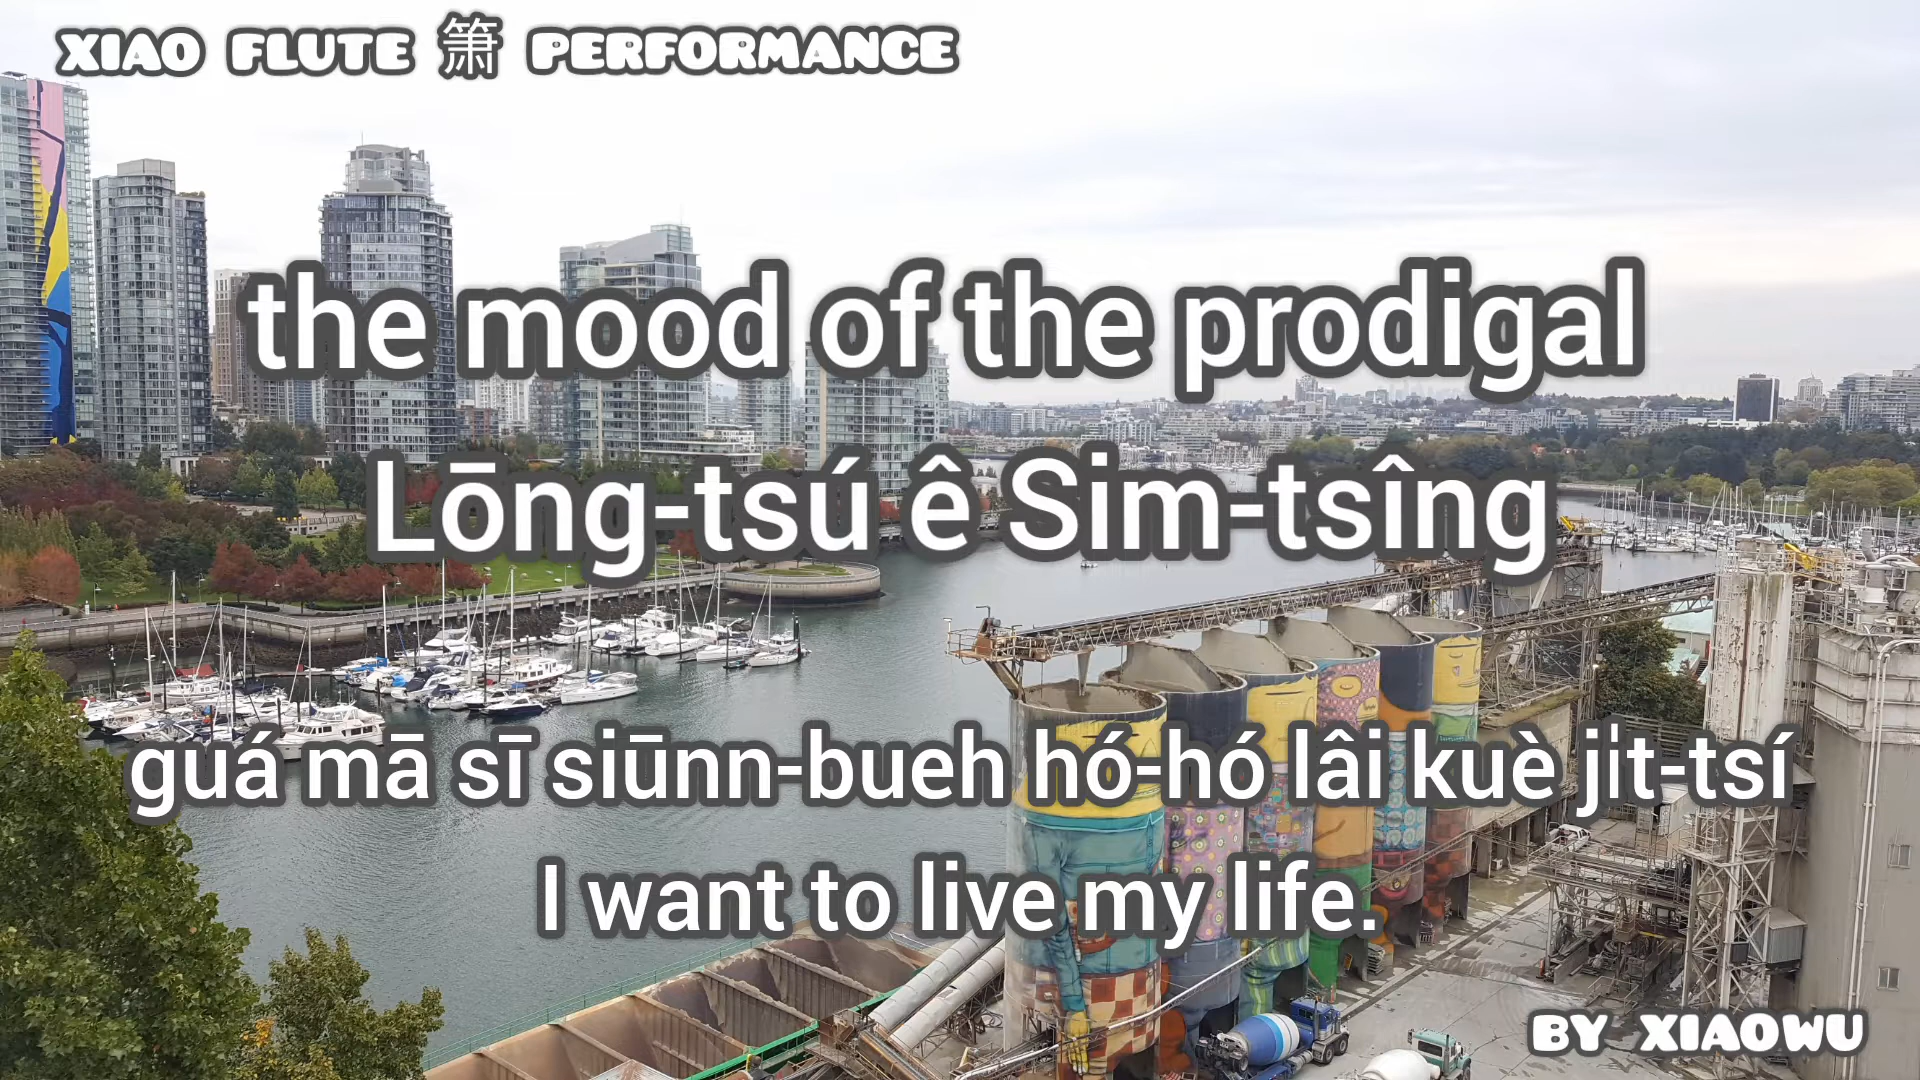 XIAO FLUTE 箫 PERFORMANCE
the mood of the prodigal
Lōng-tsú ê Sim-tsîng
guá mā sī siūnn-bueh hó-hó lâi kuè ji̍t-tsí
I want to live my life.
BY XIAOWU